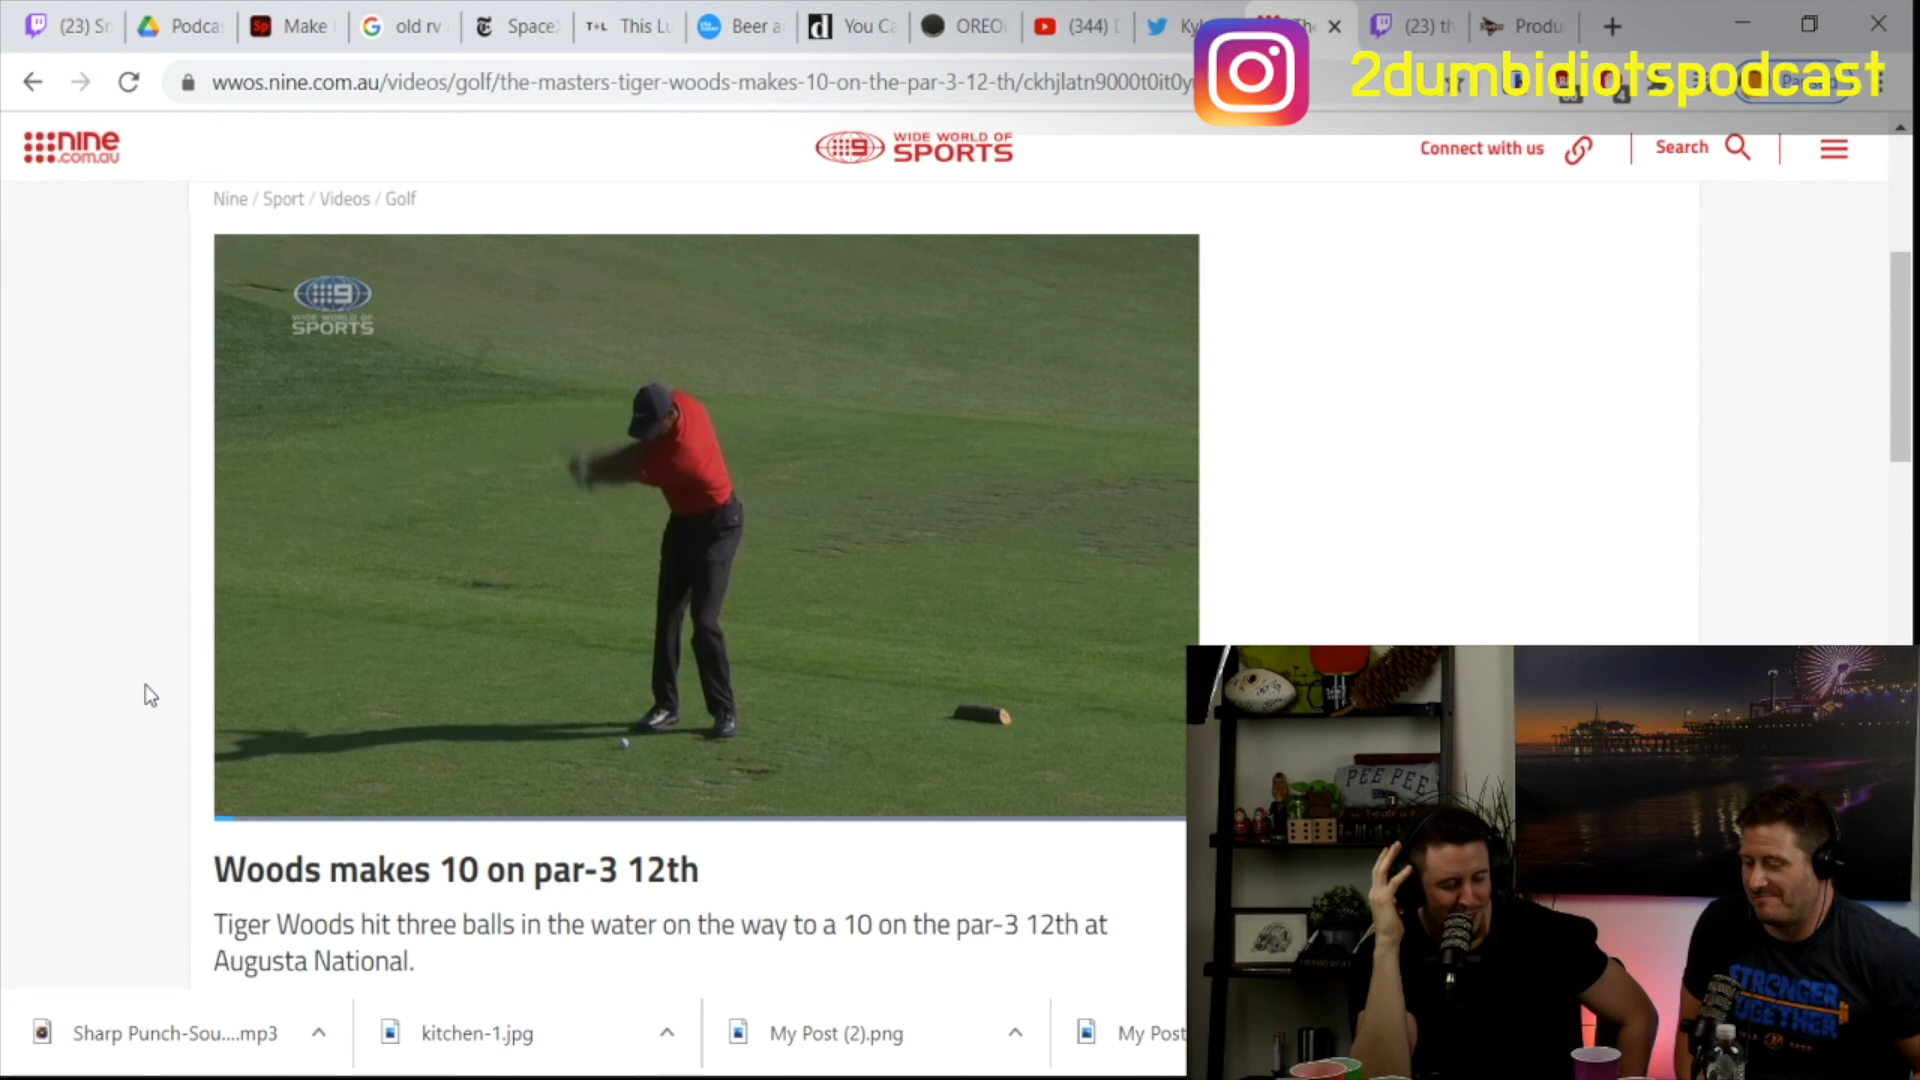 (23) Sr
Podca
Make
old rv
Space
T+L This Lu
Beer a
You Ca
OREO
(344) D
Ky
Th
(23) th
Produ
wwos.nine.com.au/videos/golf/the-masters-tiger-woods-makes-10-on-the-par-3-12-th/ckhjlatn9000t0it0y
2dumbidiotspodcast
nine
.com.au
9 WIDE WORLD OF
SPORTS
Connect with us
Search
Nine / Sport / Videos / Golf
9
WIDE WORLD OF
SPORTS
Woods makes 10 on par-3 12th
Tiger Woods hit three balls in the water on the way to a 10 on the par-3 12th at
Augusta National.
PEE PEE
STRONGER
TOGETHER
Sharp Punch-Sou....mp3
kitchen-1.jpg
My Post (2).png
My Post